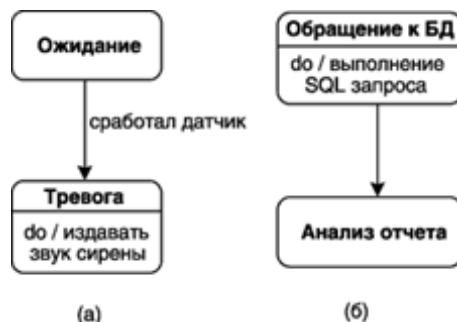 Ожидание
сработал датчик
Тревога
do / издавать
звук сирены
(а)
Обращение к БД
do / выполнение
SQL запроса
Анализ отчета
(б)